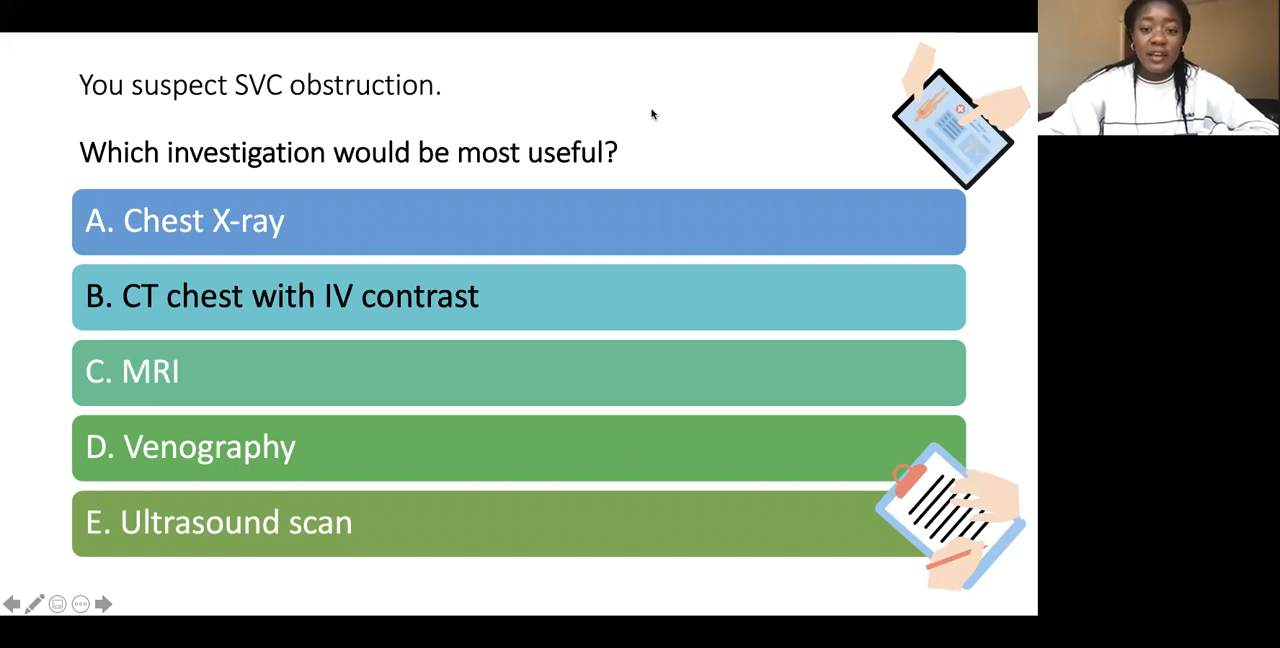 You suspect SVC obstruction.
Which investigation would be most useful?
A. Chest X-ray
B. CT chest with IV contrast
C. MRI
D. Venography
E. Ultrasound scan